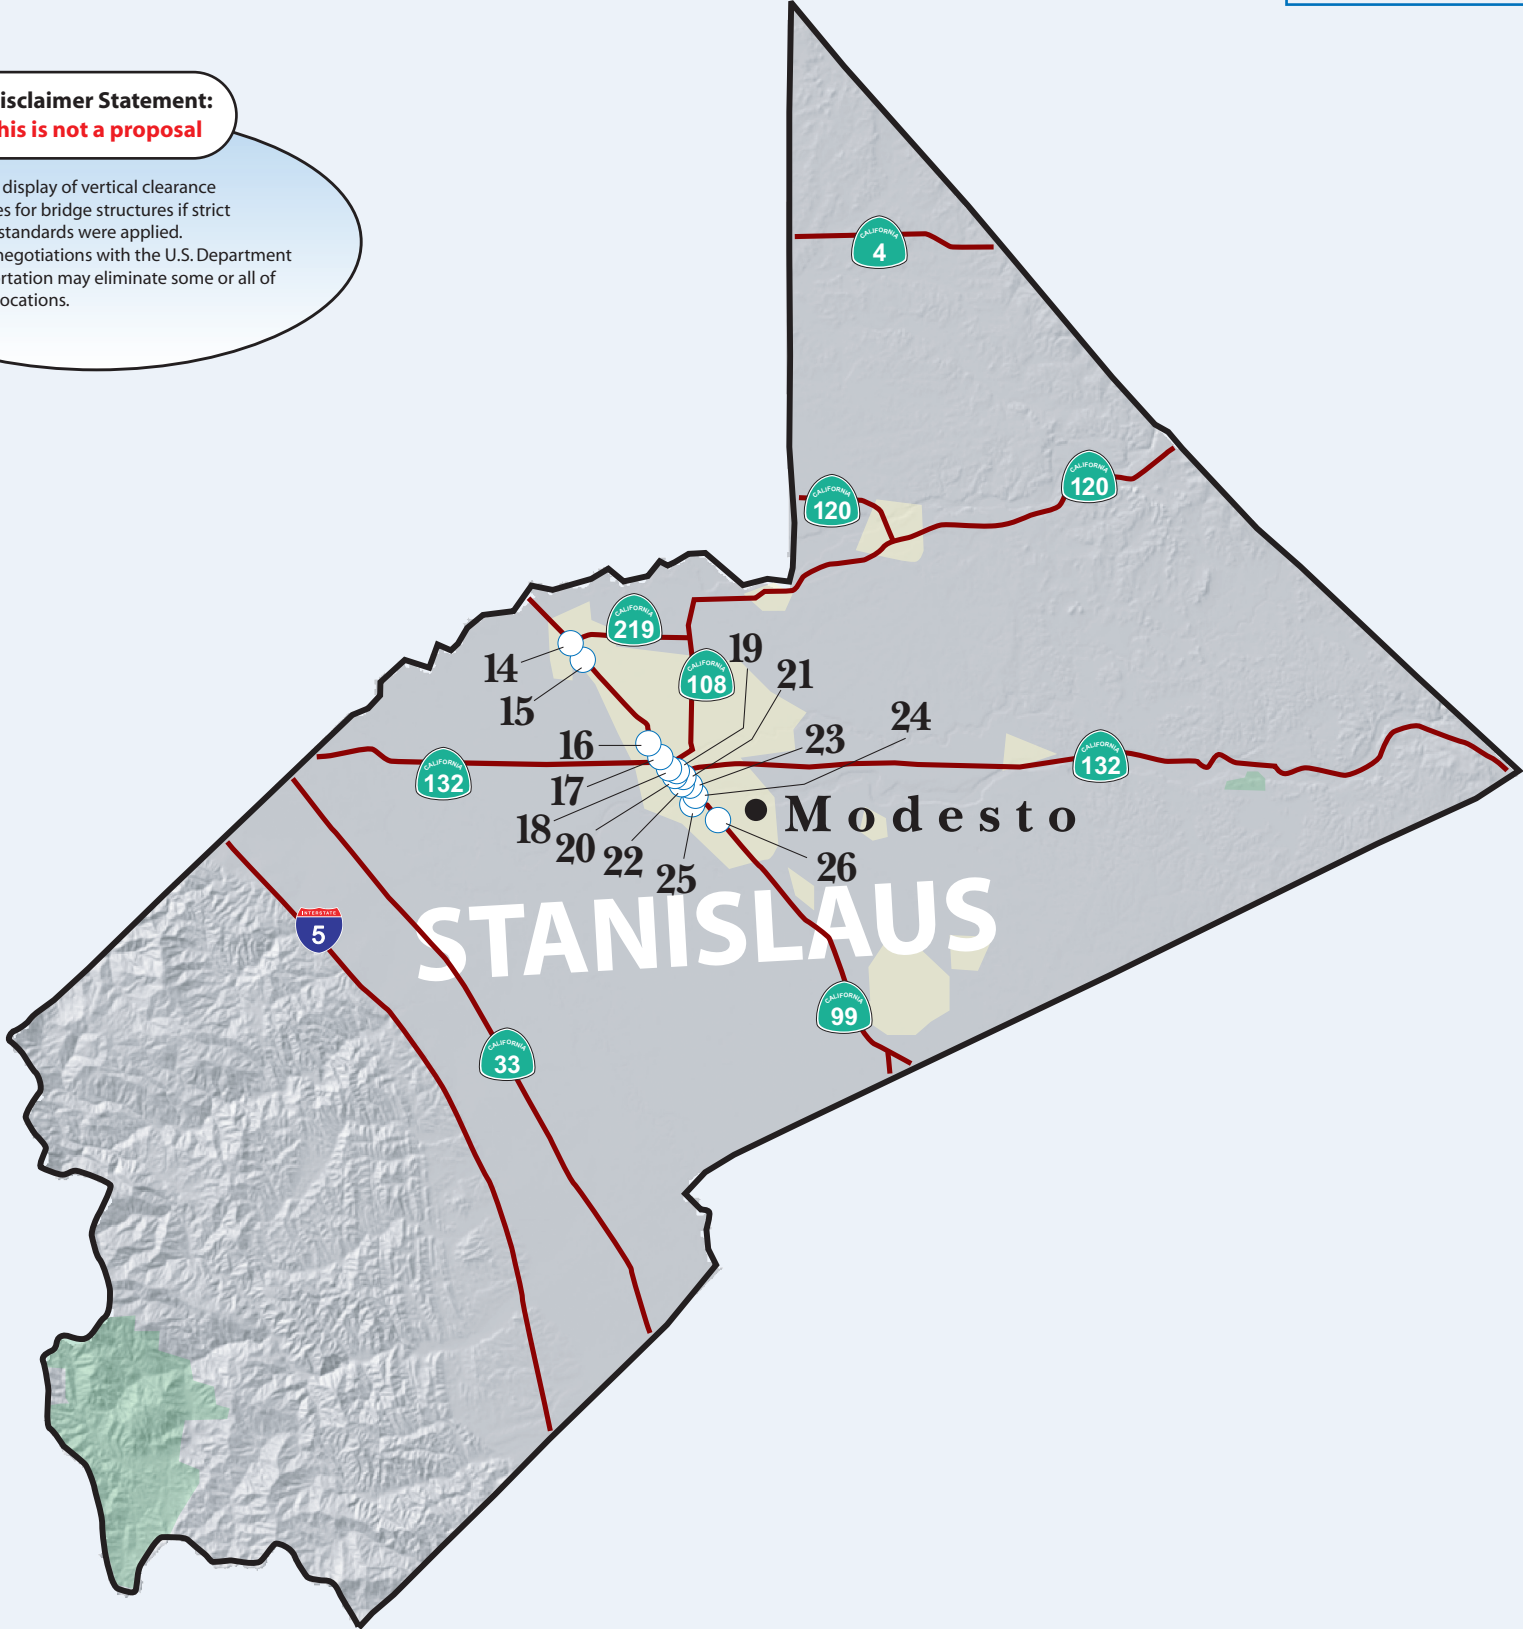 isclaimer Statement:
his is not a proposal
display of vertical clearance
es for bridge structures if strict
standards were applied.
negotiations with the U.S. Department
rtation may eliminate some or all of
ocations.
CALIFORNIA
4
CALIFORNIA
120
CALIFORNIA
120
CALIFORNIA
219
CALIFORNIA
108
14
15
16
17
18
19
20
21
22
23
24
25
26
CALIFORNIA
132
CALIFORNIA
132
Modesto
STANISLAUS
INTERSTATE
5
CALIFORNIA
99
CALIFORNIA
33